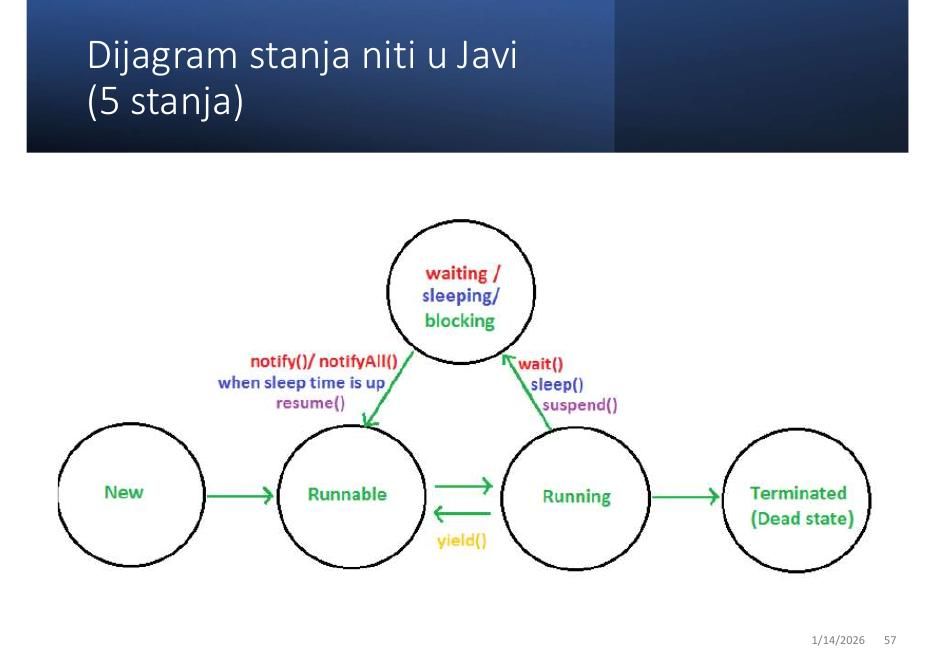 Dijagram stanja niti u Javi
(5 stanja)
waiting /
sleeping/
blocking
notify()/ notifyAll()
when sleep time is up
resume()
wait()
sleep()
suspend()
New
Runnable
Running
Terminated
(Dead state)
yield()
1/14/2026 57